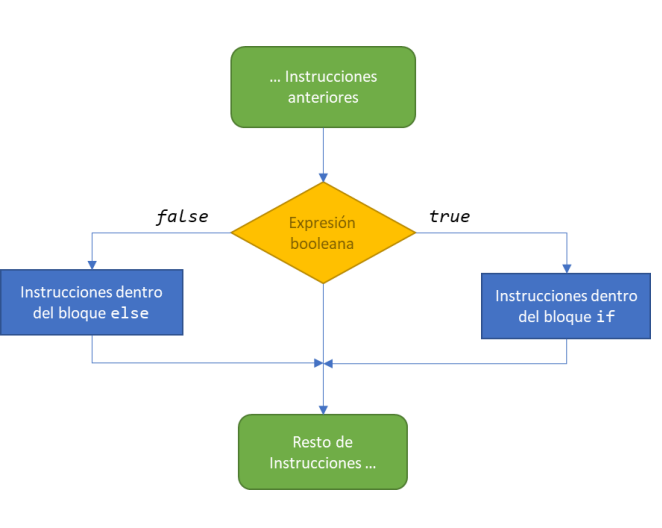 ... Instrucciones
anteriores
false
true
Expresión
booleana
Instrucciones dentro
del bloque else
Instrucciones dentro
del bloque if
Resto de
Instrucciones ...